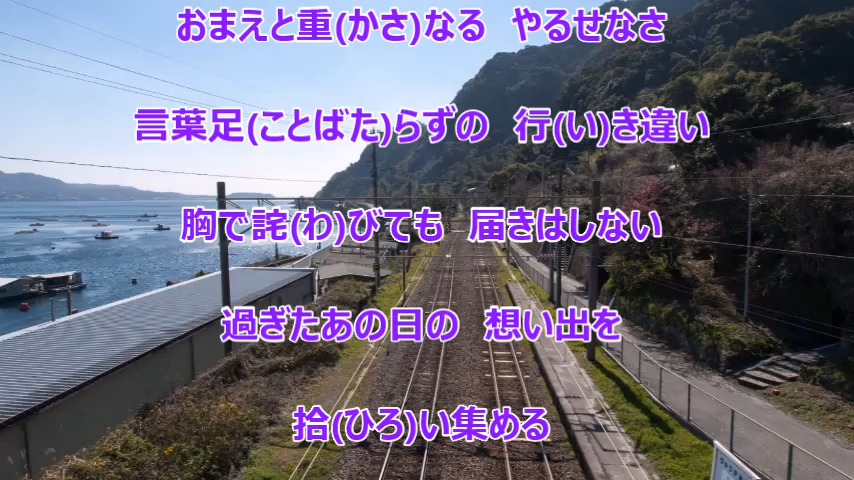 おまえと重(かさ)なる　やるせなさ
言葉足(ことばた)らずの　行(い)き違い
胸で詫(わ)びても　届きはしない
過ぎたあの日の　想い出を
拾(ひろ)い集める